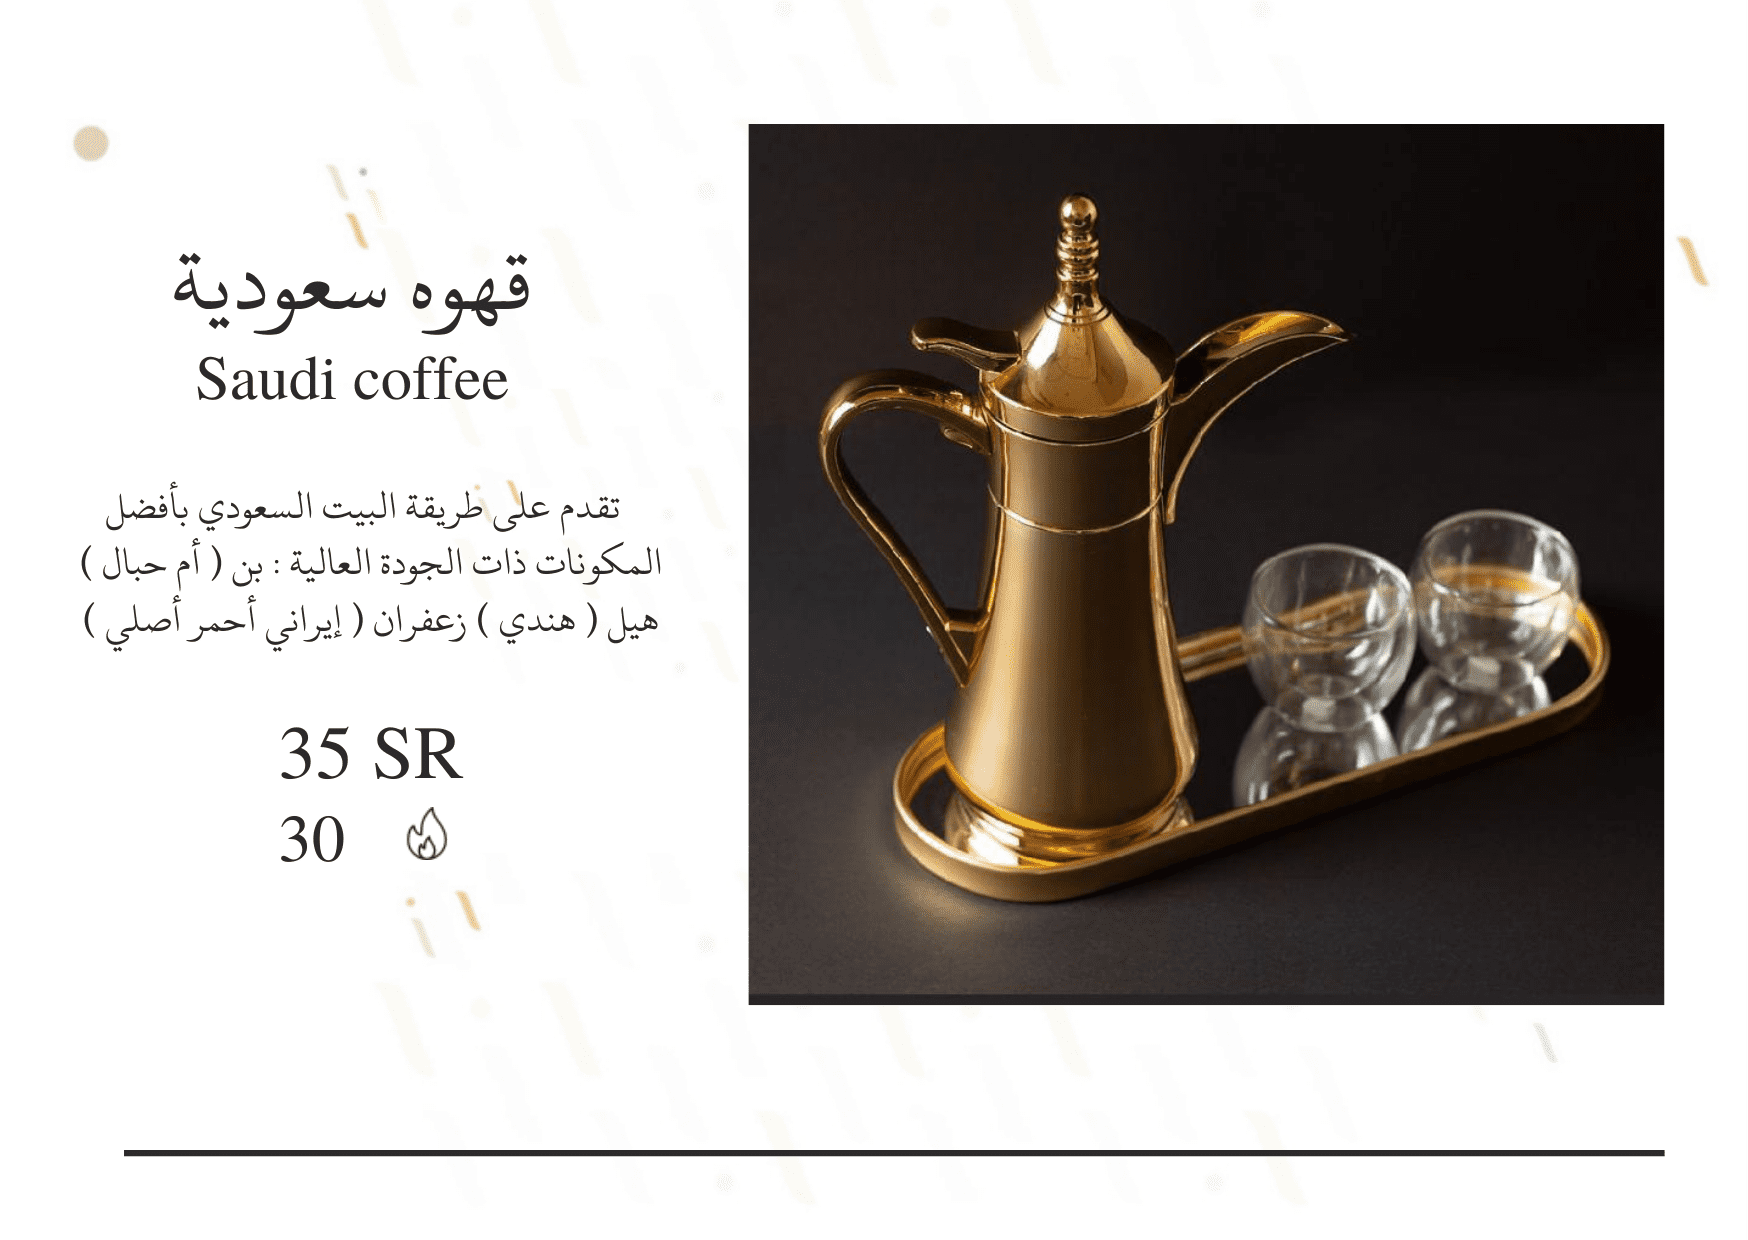 قهوه سعودية
Saudi coffee
تقدم على طريقة البيت السعودي بأفضل
المكونات ذات الجودة العالية : بن ( أم حبال )
هيل ( هندي ) زعفران ( إيراني أحمر أصلي )
35 SR
30